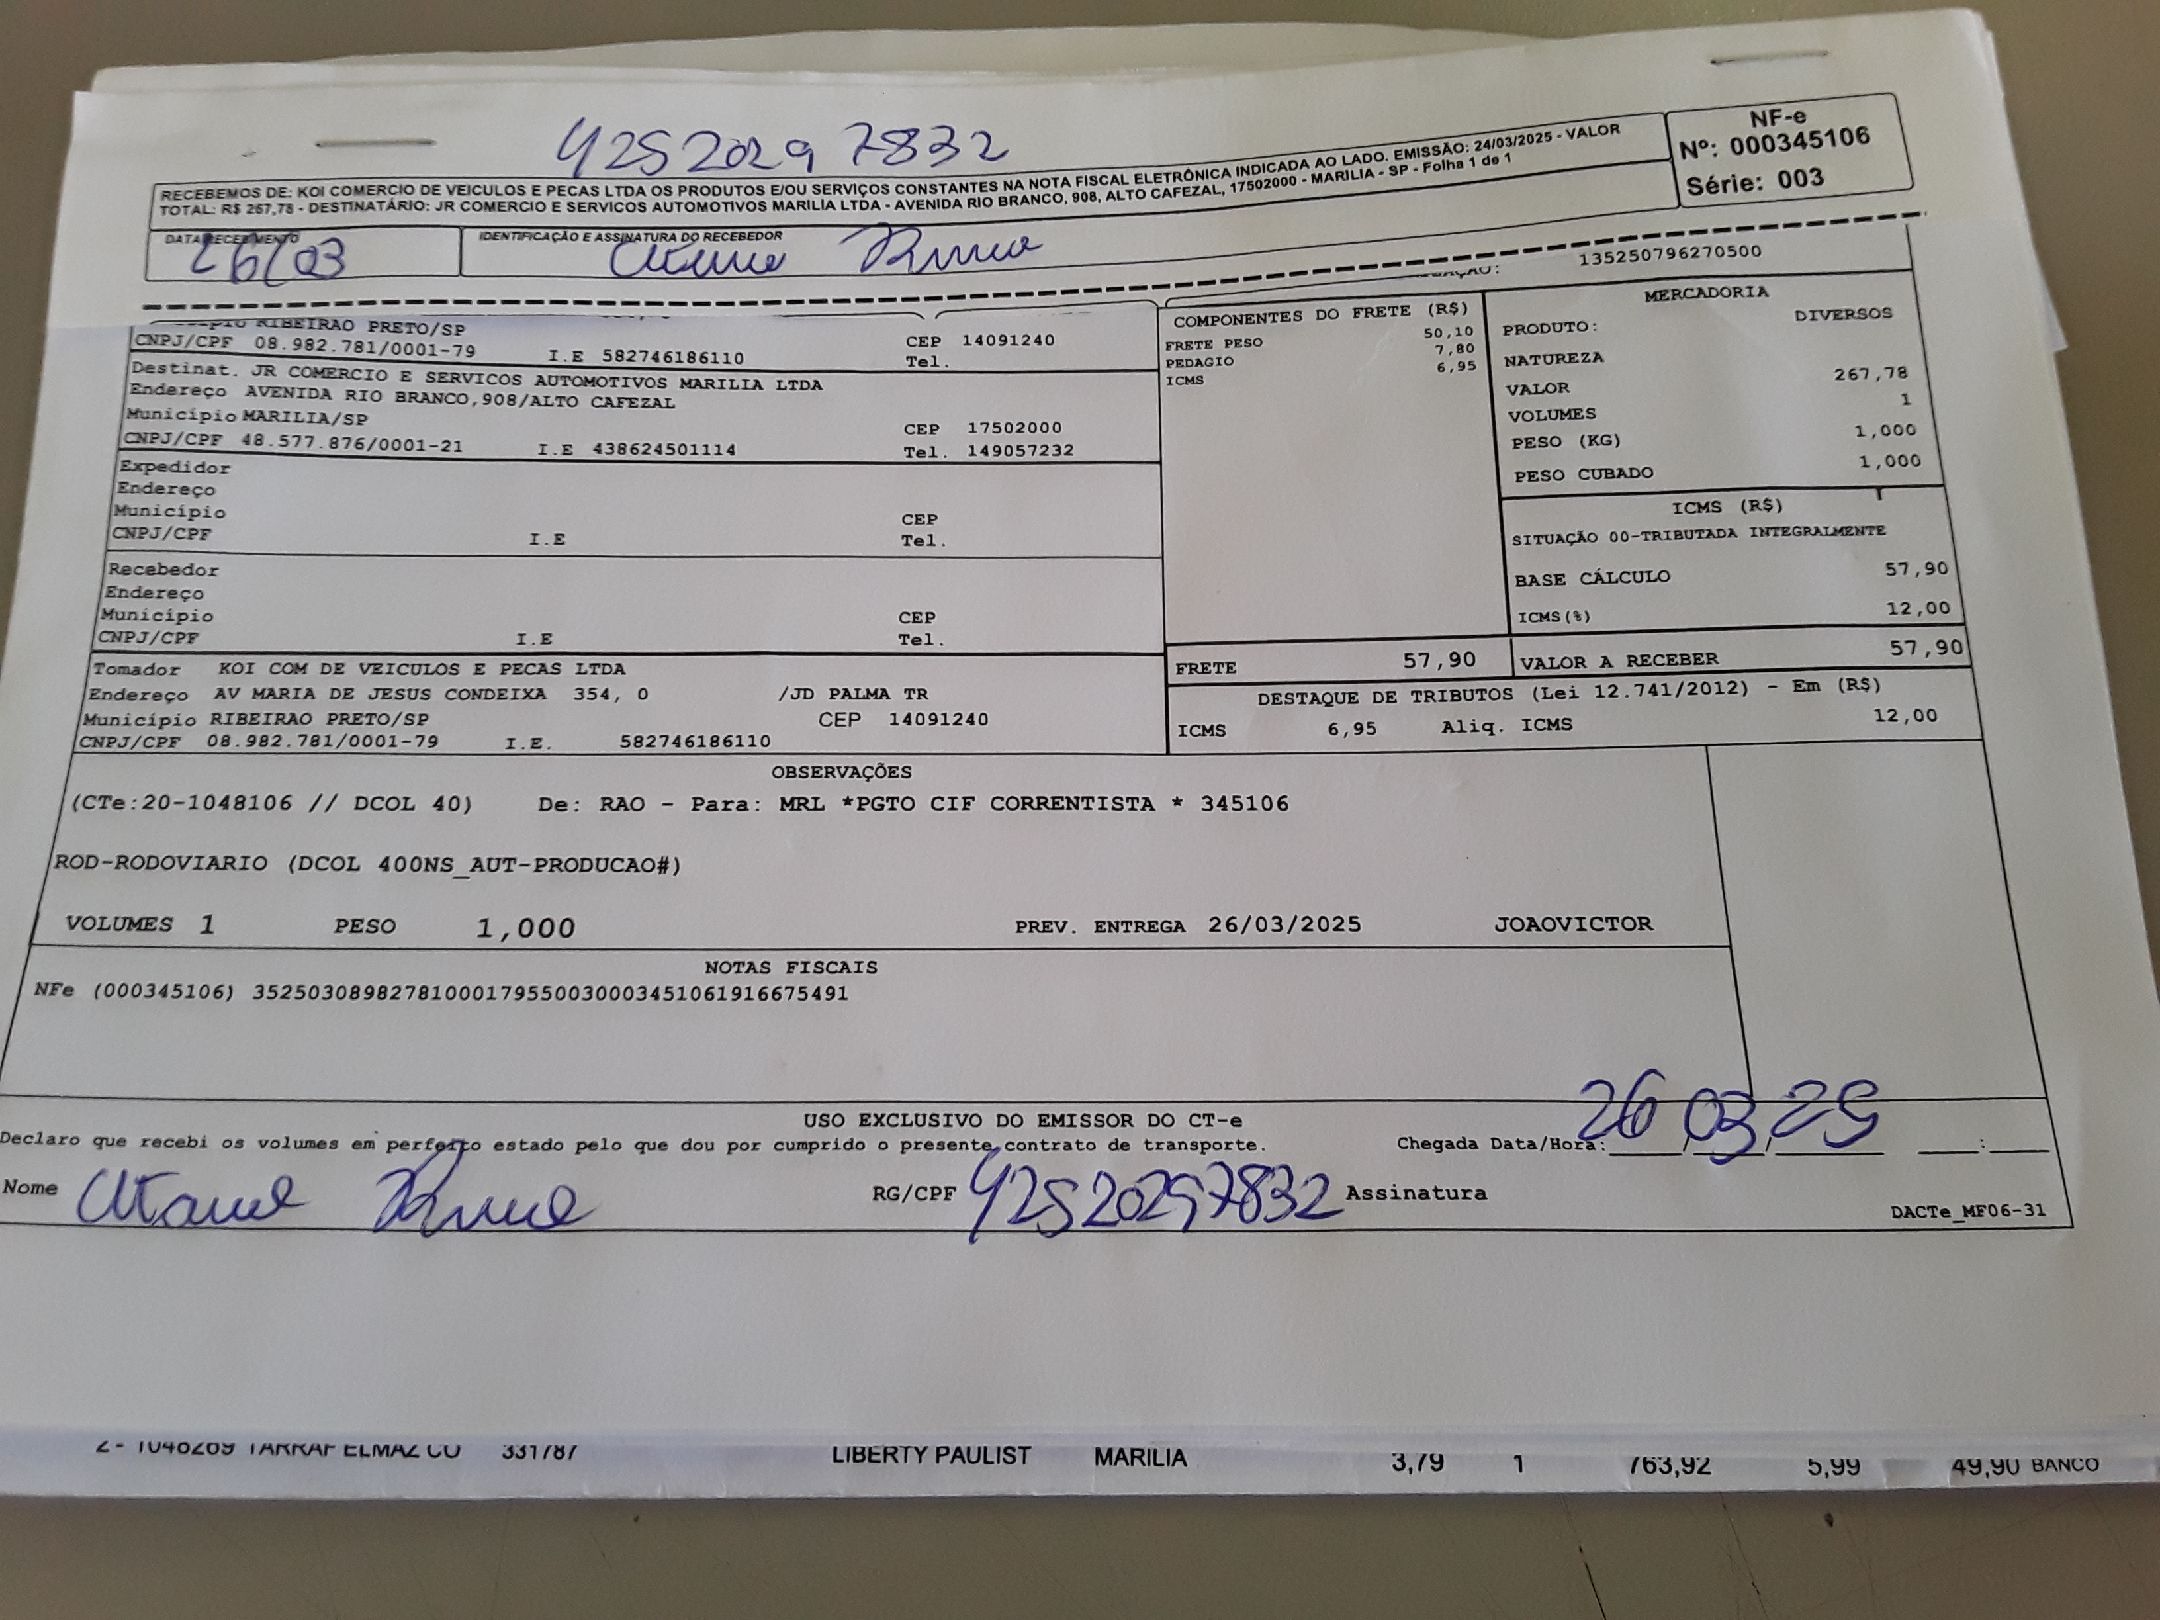 42520297832
RECEBEMOS DE: KOI COMERCIO DE VEICULOS E PECAS LTDA OS PRODUTOS E/OU SERVIÇOS CONSTANTES NA NOTA FISCAL ELETRÔNICA INDICADA AO LADO. EMISSÃO: 24/03/2025 - VALOR
TOTAL: R$ 267,78 - DESTINATÁRIO: JR COMERCIO E SERVICOS AUTOMOTIVOS MARILIA LTDA - AVENIDA RIO BRANCO, 908, ALTO CAFEZAL, 17502000 - MARILIA - SP - Folha 1 de 1
NF-e
Nº: 000345106
Série: 003
DATA RECEBIMENTO
26/03
IDENTIFICAÇÃO E ASSINATURA DO RECEBEDOR
135250796270500
RIBEIRAO PRETO/SP
CNPJ/CPF 08.982.781/0001-79 I.E 582746186110
CEP 14091240
Tel.
Destinat. JR COMERCIO E SERVICOS AUTOMOTIVOS MARILIA LTDA
Endereço AVENIDA RIO BRANCO,908/ALTO CAFEZAL
Município MARILIA/SP CEP 17502000
CNPJ/CPF 48.577.876/0001-21 I.E 438624501114 Tel. 149057232
Expedidor
Endereço
Município CEP
CNPJ/CPF I.E Tel.
Recebedor
Endereço
Município CEP
CNPJ/CPF I.E Tel.
Tomador KOI COM DE VEICULOS E PECAS LTDA
Endereço AV MARIA DE JESUS CONDEIXA 354, 0 /JD PALMA TR
Município RIBEIRAO PRETO/SP CEP 14091240
CNPJ/CPF 08.982.781/0001-79 I.E. 582746186110
COMPONENTES DO FRETE (R$)
FRETE PESO 50,10
PEDAGIO 7,80
ICMS 6,95
MERCADORIA
PRODUTO: DIVERSOS
NATUREZA
VALOR 267,78
VOLUMES 1
PESO (KG) 1,000
PESO CUBADO 1,000
ICMS (R$)
SITUAÇÃO 00-TRIBUTADA INTEGRALMENTE
BASE CÁLCULO 57,90
ICMS(%) 12,00
FRETE 57,90
VALOR A RECEBER 57,90
DESTAQUE DE TRIBUTOS (Lei 12.741/2012) - Em (R$)
ICMS 6,95 Aliq. ICMS 12,00
OBSERVAÇÕES
(CTe:20-1048106 // DCOL 40) De: RAO - Para: MRL *PGTO CIF CORRENTISTA * 345106
ROD-RODOVIARIO (DCOL 400NS_AUT-PRODUCAO#)
VOLUMES 1 PESO 1,000 PREV. ENTREGA 26/03/2025 JOAOVICTOR
NOTAS FISCAIS
NFe (000345106) 35250308982781000179550030003451061916675491
USO EXCLUSIVO DO EMISSOR DO CT-e
Declaro que recebi os volumes em perfeito estado pelo que dou por cumprido o presente contrato de transporte. Chegada Data/Hora: 26/03/25 :
Nome RG/CPF 42520297832 Assinatura
DACTe_MF06-31
2 - 1048269 TARRAF ELMAZ CO 331787 LIBERTY PAULIST MARILIA 3,79 1 763,92 5,99 49,90 BANCO